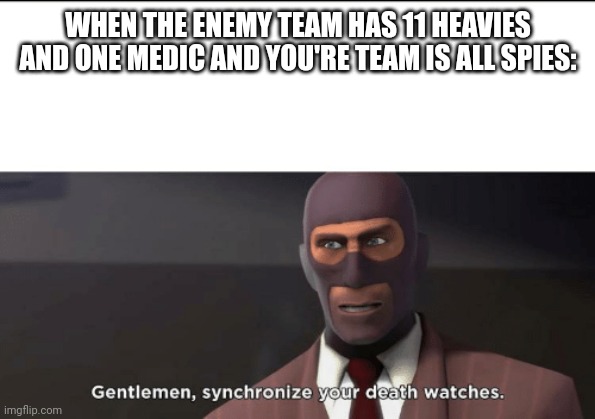 WHEN THE ENEMY TEAM HAS 11 HEAVIES
AND ONE MEDIC AND YOU'RE TEAM IS ALL SPIES:
Gentlemen, synchronize your death watches.
imgflip.com